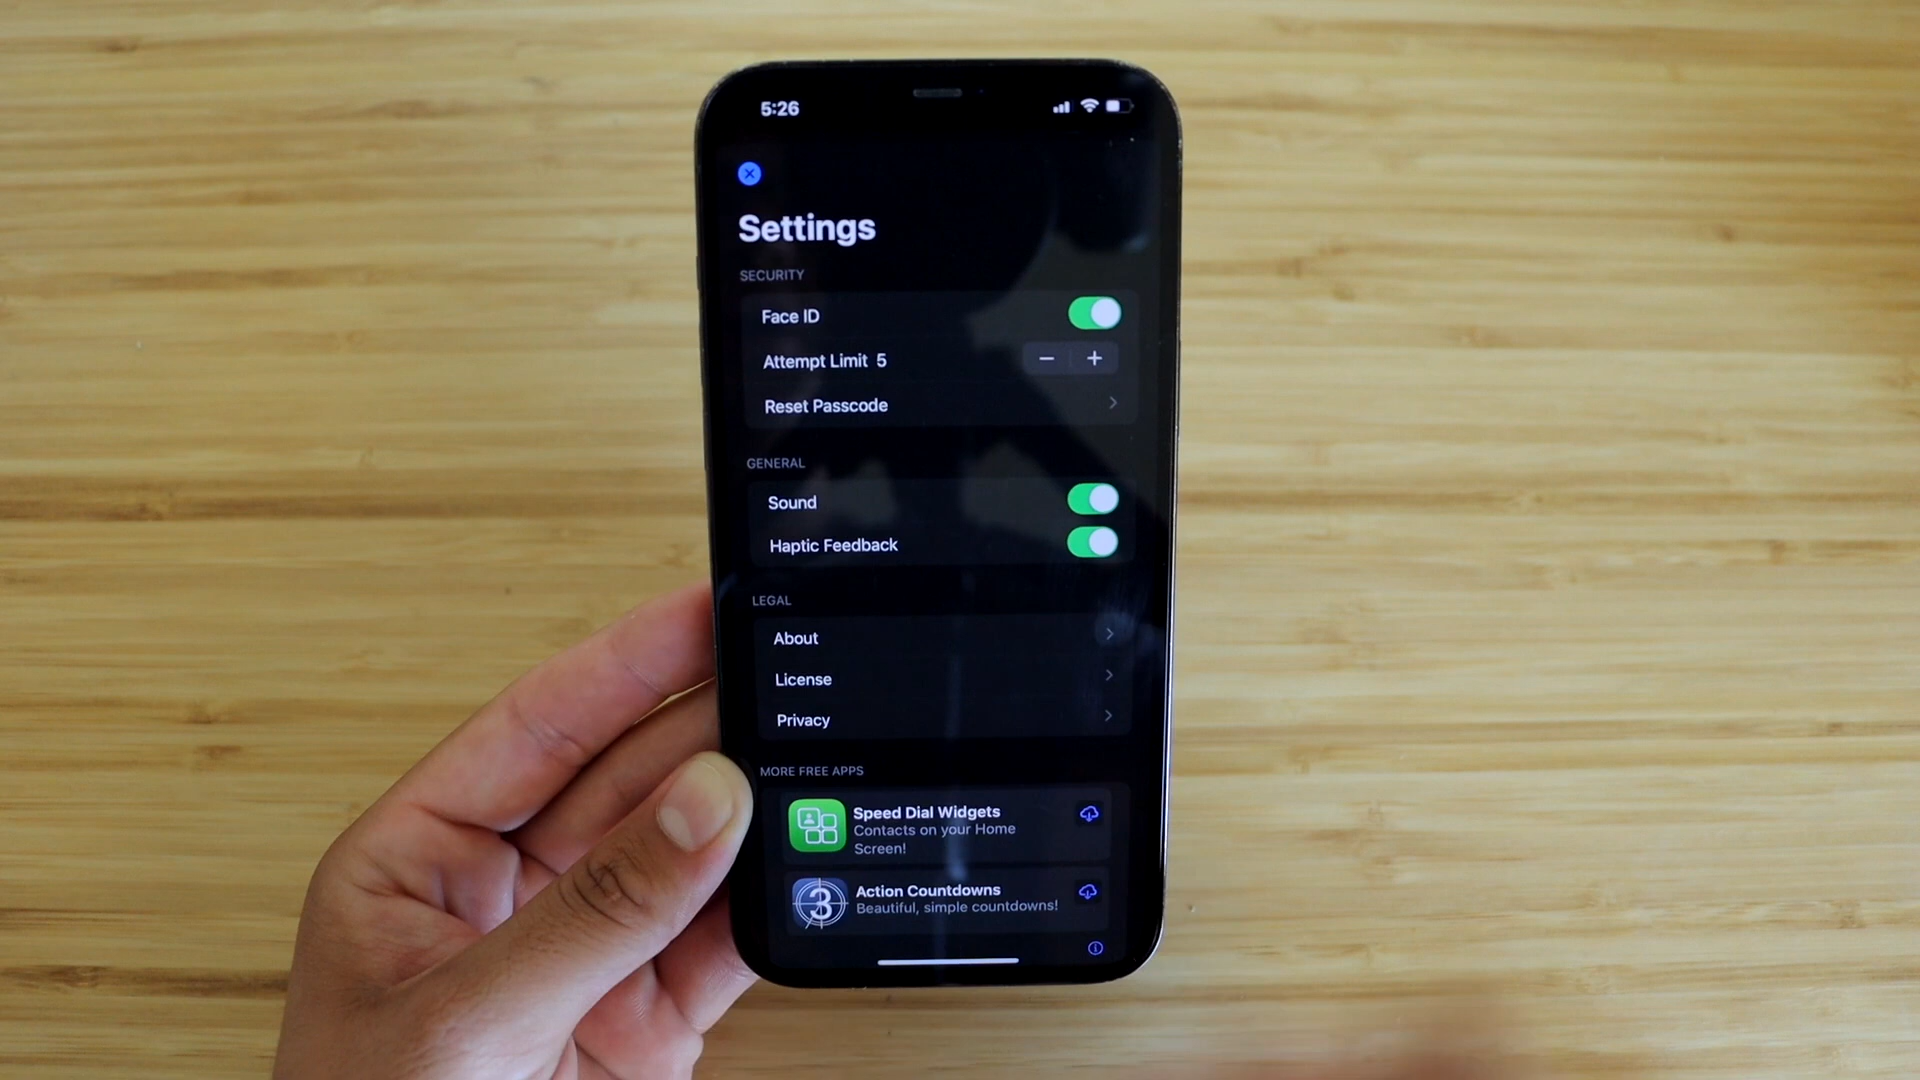 5:26
Settings
SECURITY
Face ID
Attempt Limit 5
Reset Passcode
GENERAL
Sound
Haptic Feedback
LEGAL
About
License
Privacy
MORE FREE APPS
Speed Dial Widgets
Contacts on your Home
Screen!
3
Action Countdowns
Beautiful, simple countdowns!